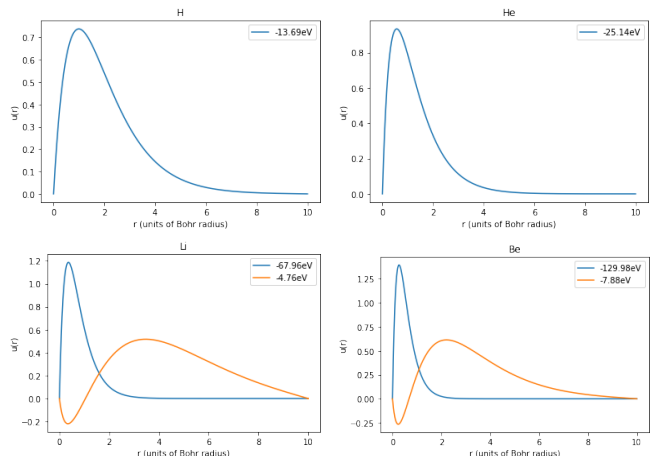 H
-13.69eV
u(r)
0.7
0.6
0.5
0.4
0.3
0.2
0.1
0.0
0 2 4 6 8 10
r (units of Bohr radius)
He
-25.14eV
u(r)
0.8
0.6
0.4
0.2
0.0
0 2 4 6 8 10
r (units of Bohr radius)
Li
-67.96eV
-4.76eV
u(r)
1.2
1.0
0.8
0.6
0.4
0.2
0.0
−0.2
0 2 4 6 8 10
r (units of Bohr radius)
Be
-129.98eV
-7.88eV
u(r)
1.25
1.00
0.75
0.50
0.25
0.00
−0.25
0 2 4 6 8 10
r (units of Bohr radius)